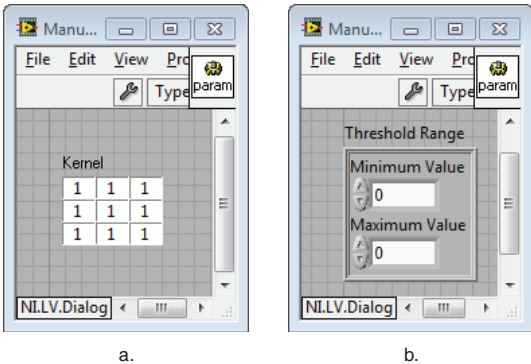 Manu...
File Edit View Pro
Type
param
Kernel
1 1 1
1 1 1
1 1 1
NI.LV.Dialog
a.
Manu...
File Edit View Pro
Type
param
Threshold Range
Minimum Value
0
Maximum Value
0
NI.LV.Dialog
b.